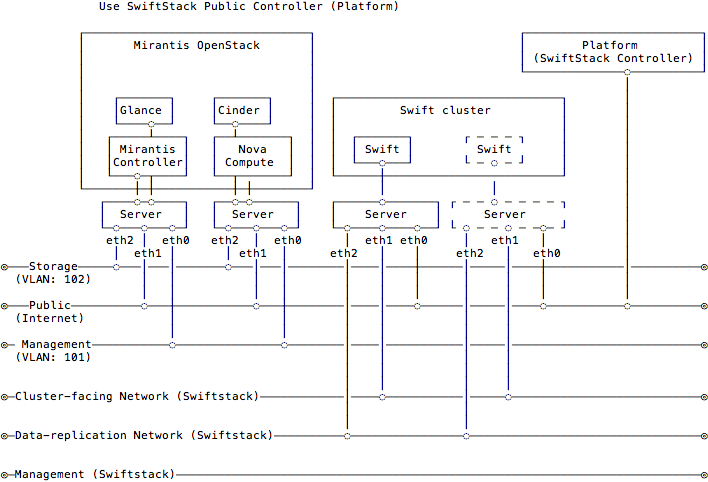 Use SwiftStack Public Controller (Platform)
Mirantis OpenStack
Platform
(SwiftStack Controller)
Glance
Cinder
Swift cluster
Mirantis
Controller
Nova
Compute
Swift
Swift
Server
Server
Server
Server
eth2
eth1
eth0
eth2
eth1
eth0
eth2
eth1
eth0
eth2
eth1
eth0
Storage
(VLAN: 102)
Public
(Internet)
Management
(VLAN: 101)
Cluster-facing Network (Swiftstack)
Data-replication Network (Swiftstack)
Management (Swiftstack)